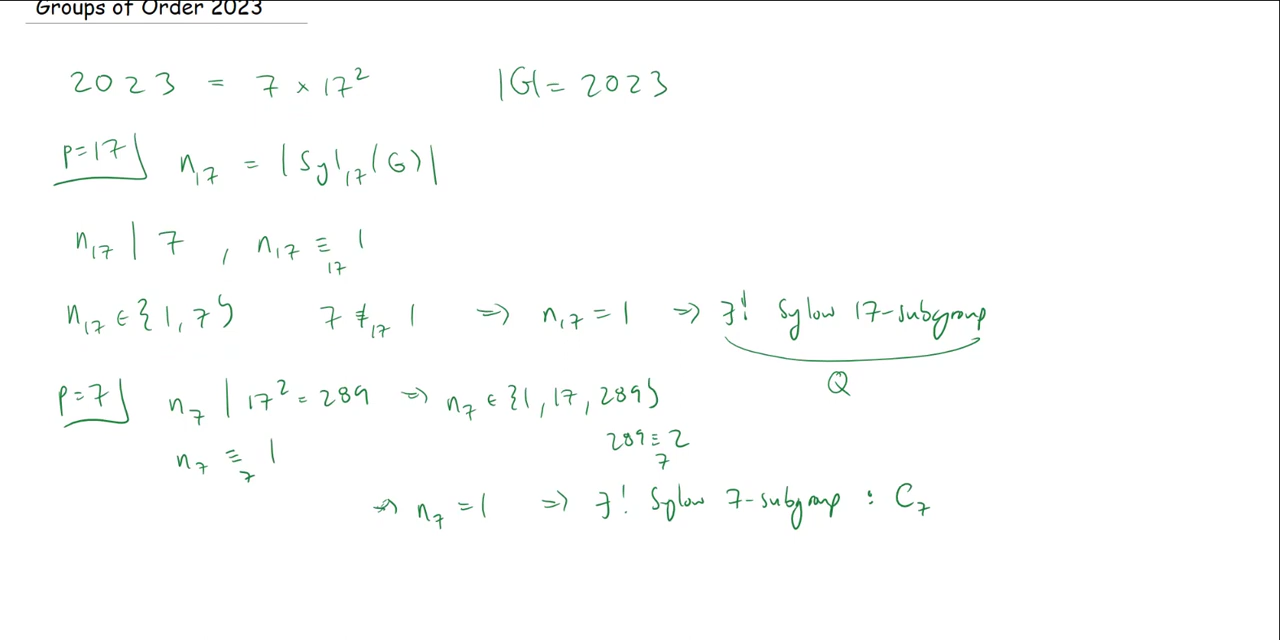 Groups of Order 2023
2023 = 7 × 17² |G| = 2023
p=17 n₁₇ = |Syl₁₇(G)|
n₁₇ | 7 , n₁₇ ≡₁₇ 1
n₁₇ ∈ {1, 7} 7 ≢₁₇ 1 ⇒ n₁₇ = 1 ⇒ ∃! Sylow 17-subgroup
Q
p=7 n₇ | 17² = 289 ⇒ n₇ ∈ {1, 17, 289}
289 ≡₇ 2
n₇ ≡₇ 1
⇒ n₇ = 1 ⇒ ∃! Sylow 7-subgroup : C₇